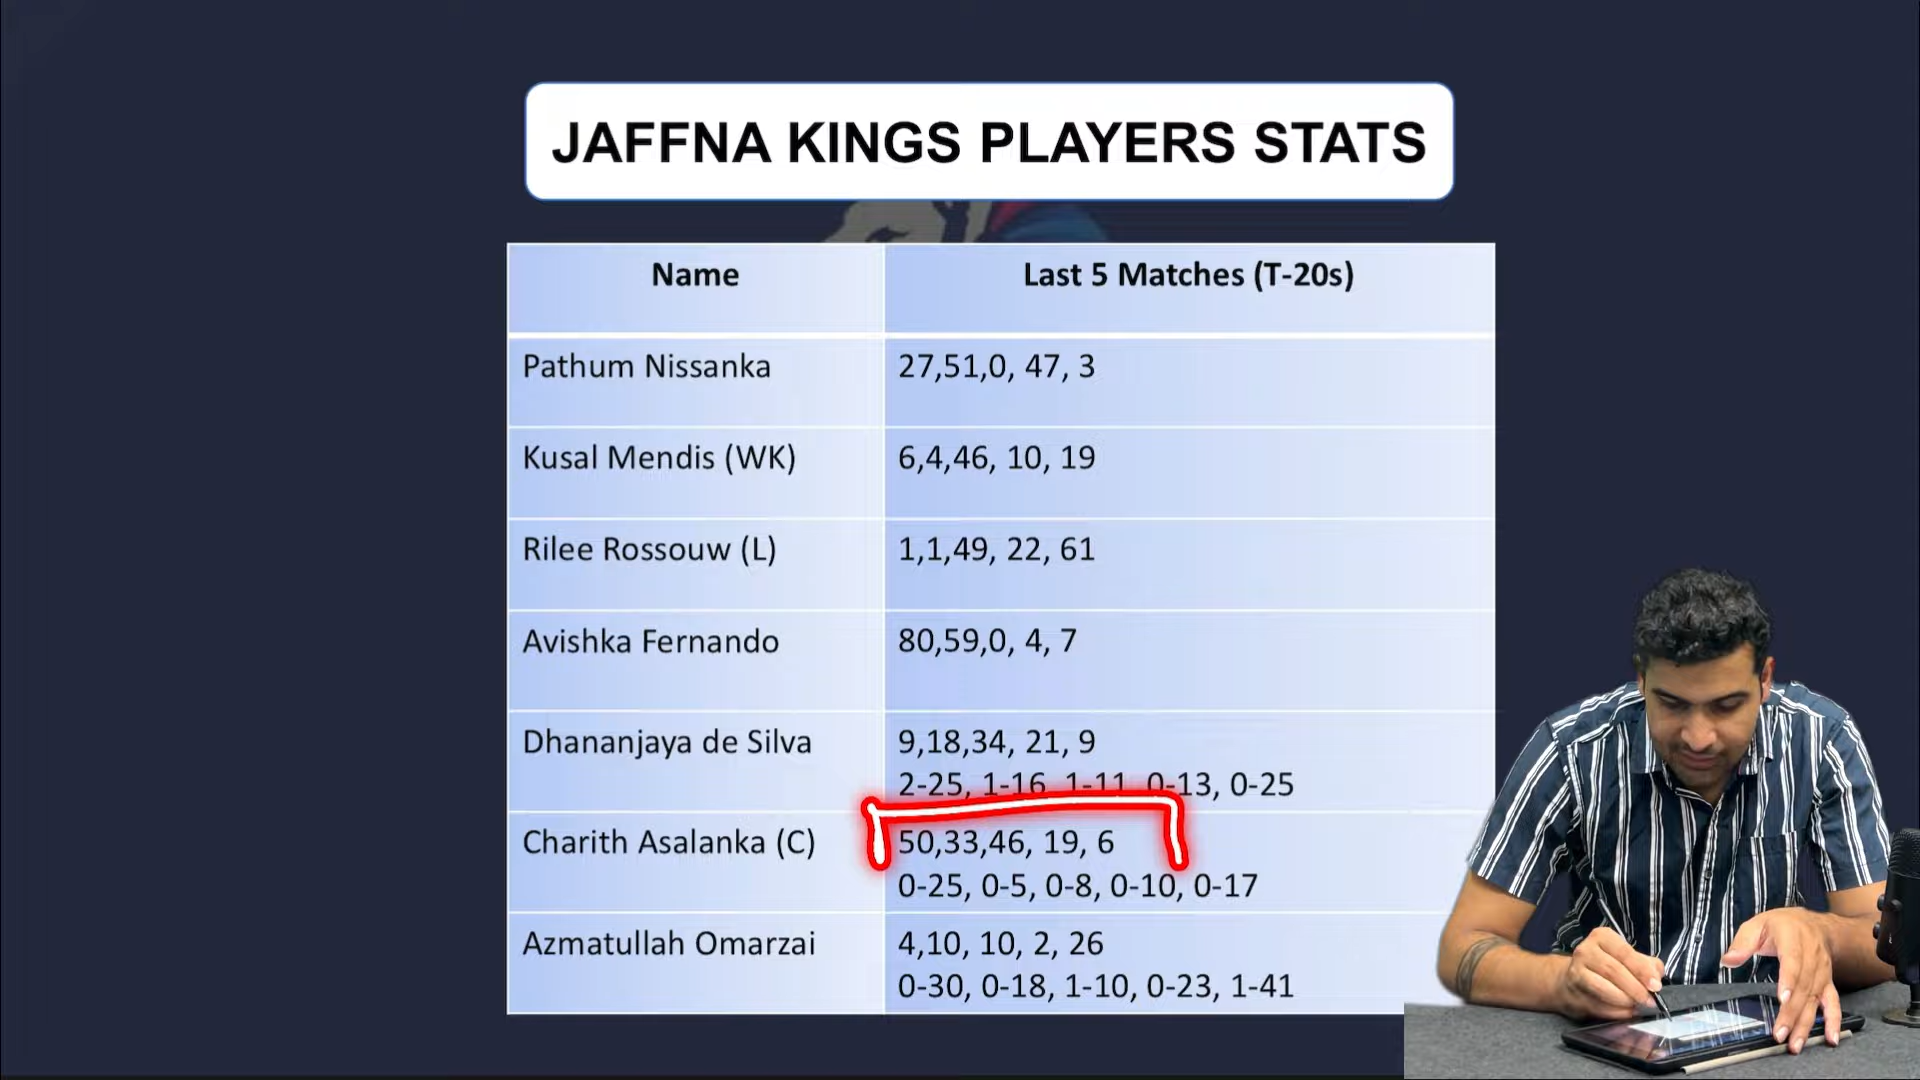 JAFFNA KINGS PLAYERS STATS
Name
Last 5 Matches (T-20s)
Pathum Nissanka
27,51,0, 47, 3
Kusal Mendis (WK)
6,4,46, 10, 19
Rilee Rossouw (L)
1,1,49, 22, 61
Avishka Fernando
80,59,0, 4, 7
Dhananjaya de Silva
9,18,34, 21, 9
2-25, 1-16, 1-11, 0-13, 0-25
Charith Asalanka (C)
50,33,46, 19, 6
0-25, 0-5, 0-8, 0-10, 0-17
Azmatullah Omarzai
4,10, 10, 2, 26
0-30, 0-18, 1-10, 0-23, 1-41